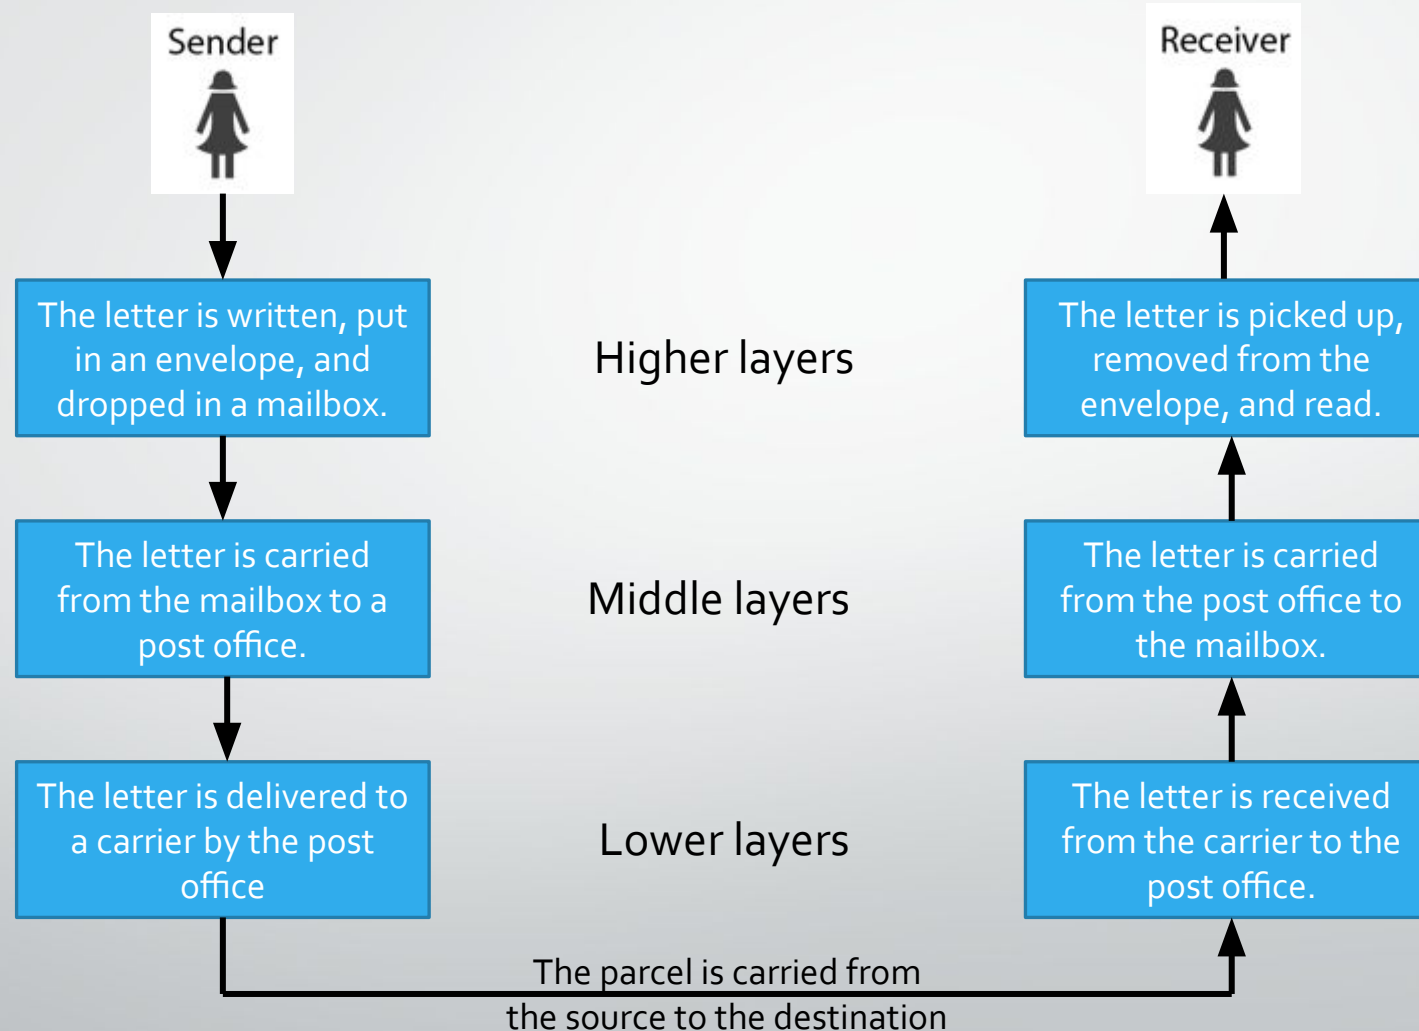 Sender
Receiver
The letter is written, put
in an envelope, and
dropped in a mailbox.
Higher layers
The letter is picked up,
removed from the
envelope, and read.
The letter is carried
from the mailbox to a
post office.
Middle layers
The letter is carried
from the post office to
the mailbox.
The letter is delivered to
a carrier by the post
office
Lower layers
The letter is received
from the carrier to the
post office.
The parcel is carried from
the source to the destination